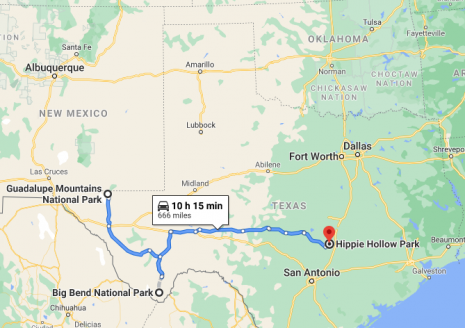 Tulsa
Santa Fe
OKLAHOMA
Fayetteville
Albuquerque
Amarillo
Norman
CHOCTAW
NATION
CHICKASAW
NATION
NEW MEXICO
Lubbock
Dallas
Fort Worth
Shrevepo
Las Cruces
Abilene
Midland
Guadalupe Mountains
National Park
10 h 15 min
666 miles
TEXAS
Hippie Hollow Park
Beaumont
San Antonio
Galveston
Big Bend National Park
Chihuahua
Delicias
ION
AR